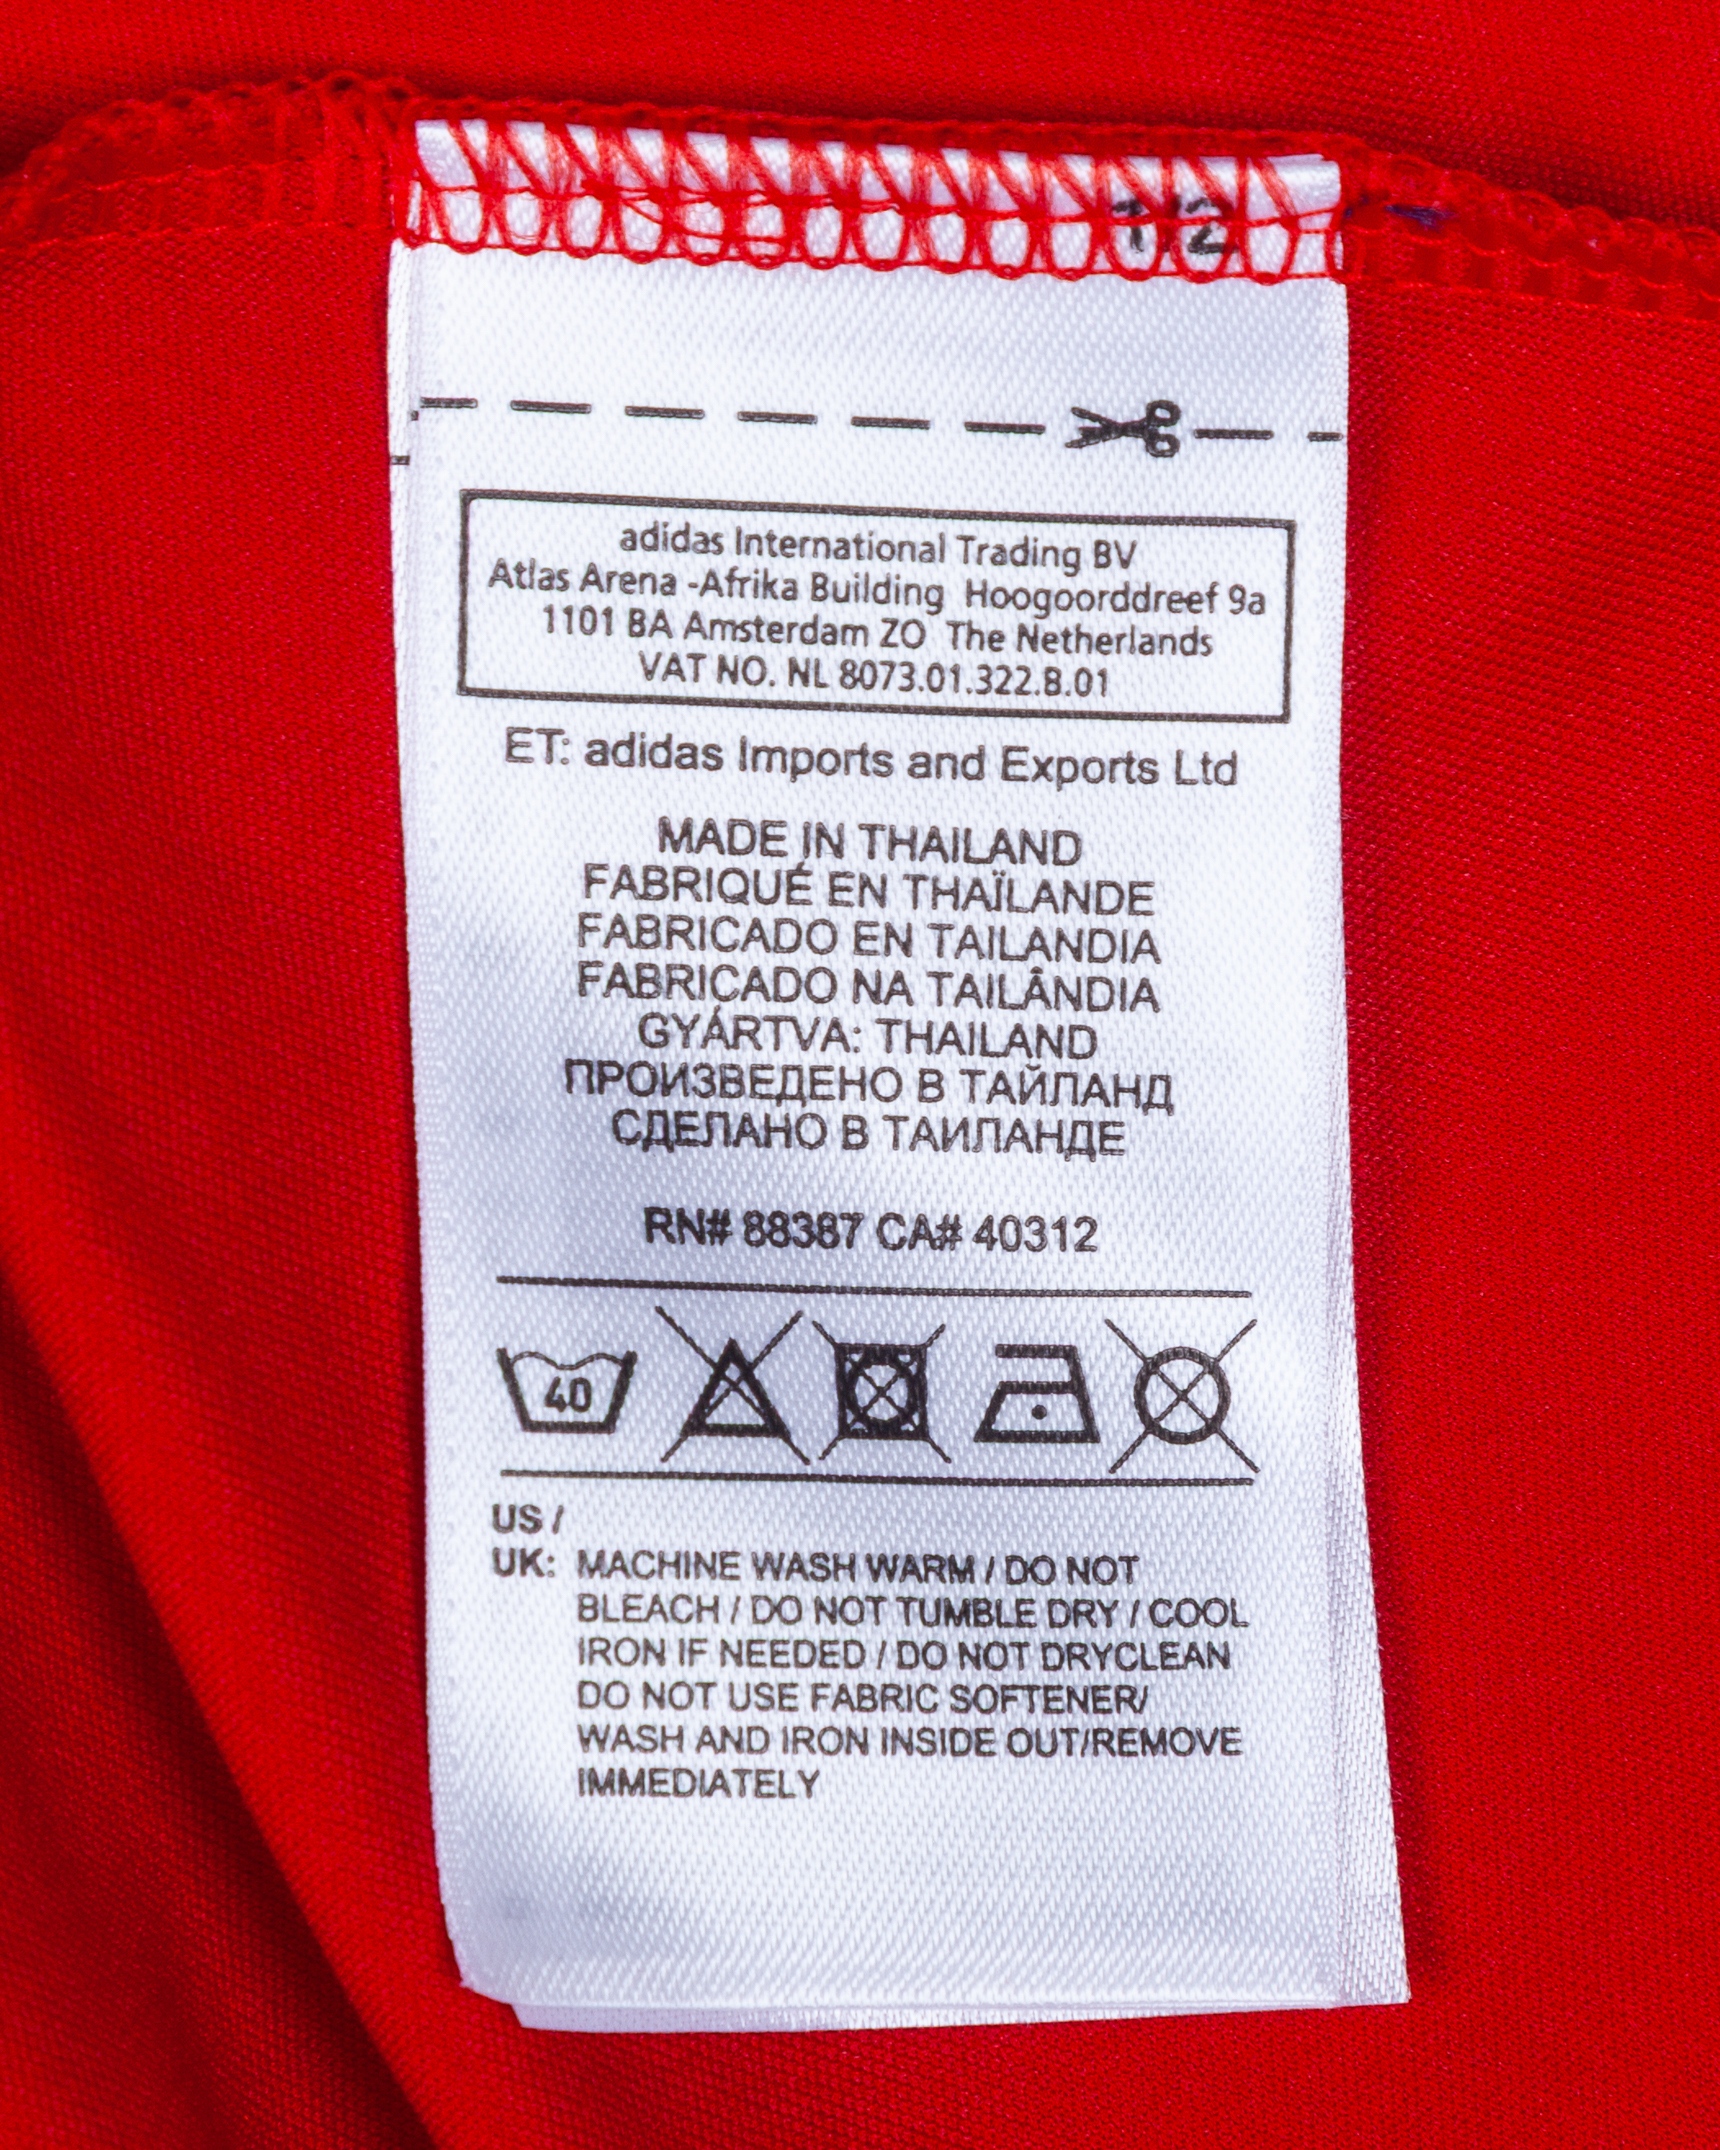 1/2
adidas International Trading BV
Atlas Arena -Afrika Building Hoogoorddreef 9a
1101 BA Amsterdam ZO The Netherlands
VAT NO. NL 8073.01.322.B.01
ET: adidas Imports and Exports Ltd
MADE IN THAILAND
FABRIQUÉ EN THAÏLANDE
FABRICADO EN TAILANDIA
FABRICADO NA TAILÂNDIA
GYÁRTVA: THAILAND
ПРОИЗВЕДЕНО В ТАЙЛАНД
СДЕЛАНО В ТАИЛАНДЕ
RN# 88387 CA# 40312
40
US /
UK: MACHINE WASH WARM / DO NOT
BLEACH / DO NOT TUMBLE DRY / COOL
IRON IF NEEDED / DO NOT DRYCLEAN
DO NOT USE FABRIC SOFTENER/
WASH AND IRON INSIDE OUT/REMOVE
IMMEDIATELY